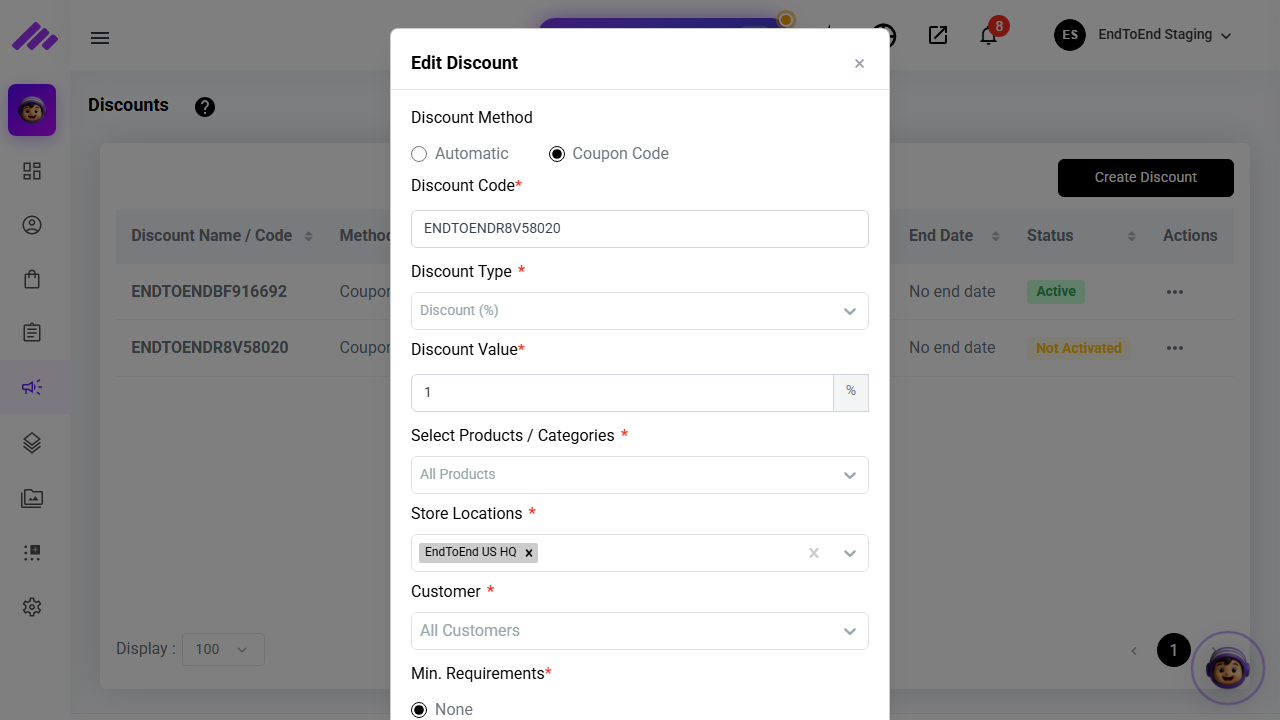 8
ES
EndToEnd Staging
Edit Discount
×
Discounts
?
Discount Method
Automatic
Coupon Code
Create Discount
Discount Code*
ENDTOENDR8V58020
Discount Name / Code
End Date
Status
Actions
Discount Type *
ENDTOENDBF916692
No end date
Active
Discount (%)
ENDTOENDR8V58020
No end date
Not Activated
Discount Value*
1
%
Select Products / Categories *
All Products
Store Locations *
EndToEnd US HQ ×
Customer *
All Customers
Display :
100
1
Min. Requirements*
None